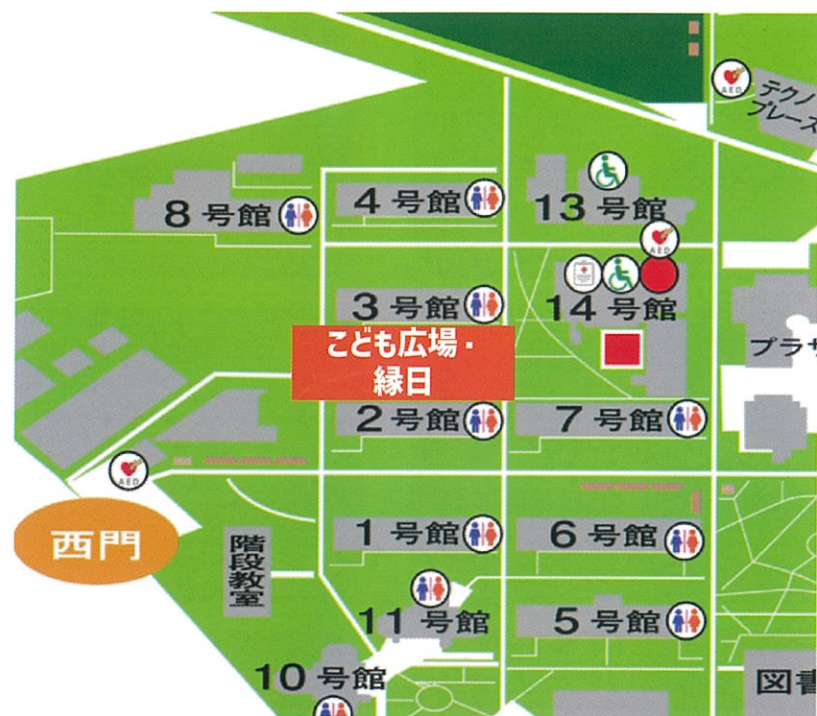 テクノ
プレース
8 号館
4 号館
13 号館
AED
AED
3 号館
14 号館
こども広場・
縁日
プラザ
2 号館
7 号館
AED
西門
階段教室
1 号館
6 号館
11 号館
5 号館
10 号館
図書